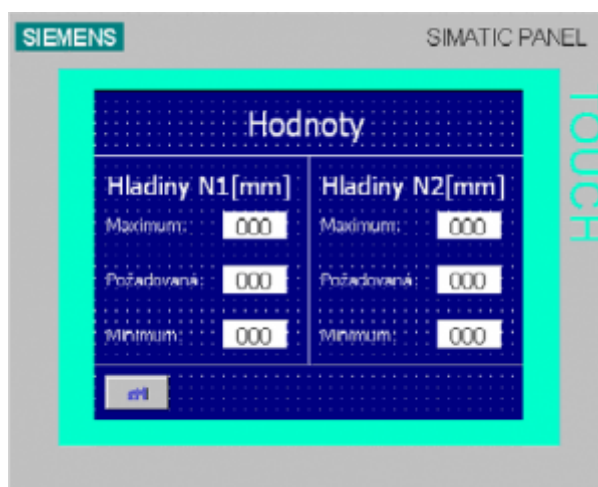 SIEMENS
SIMATIC PANEL
TOUCH
Hodnoty
Hladiny N1[mm]
Hladiny N2[mm]
Maximum: 000
Maximum: 000
Požadovaná: 000
Požadovaná: 000
Minimum: 000
Minimum: 000